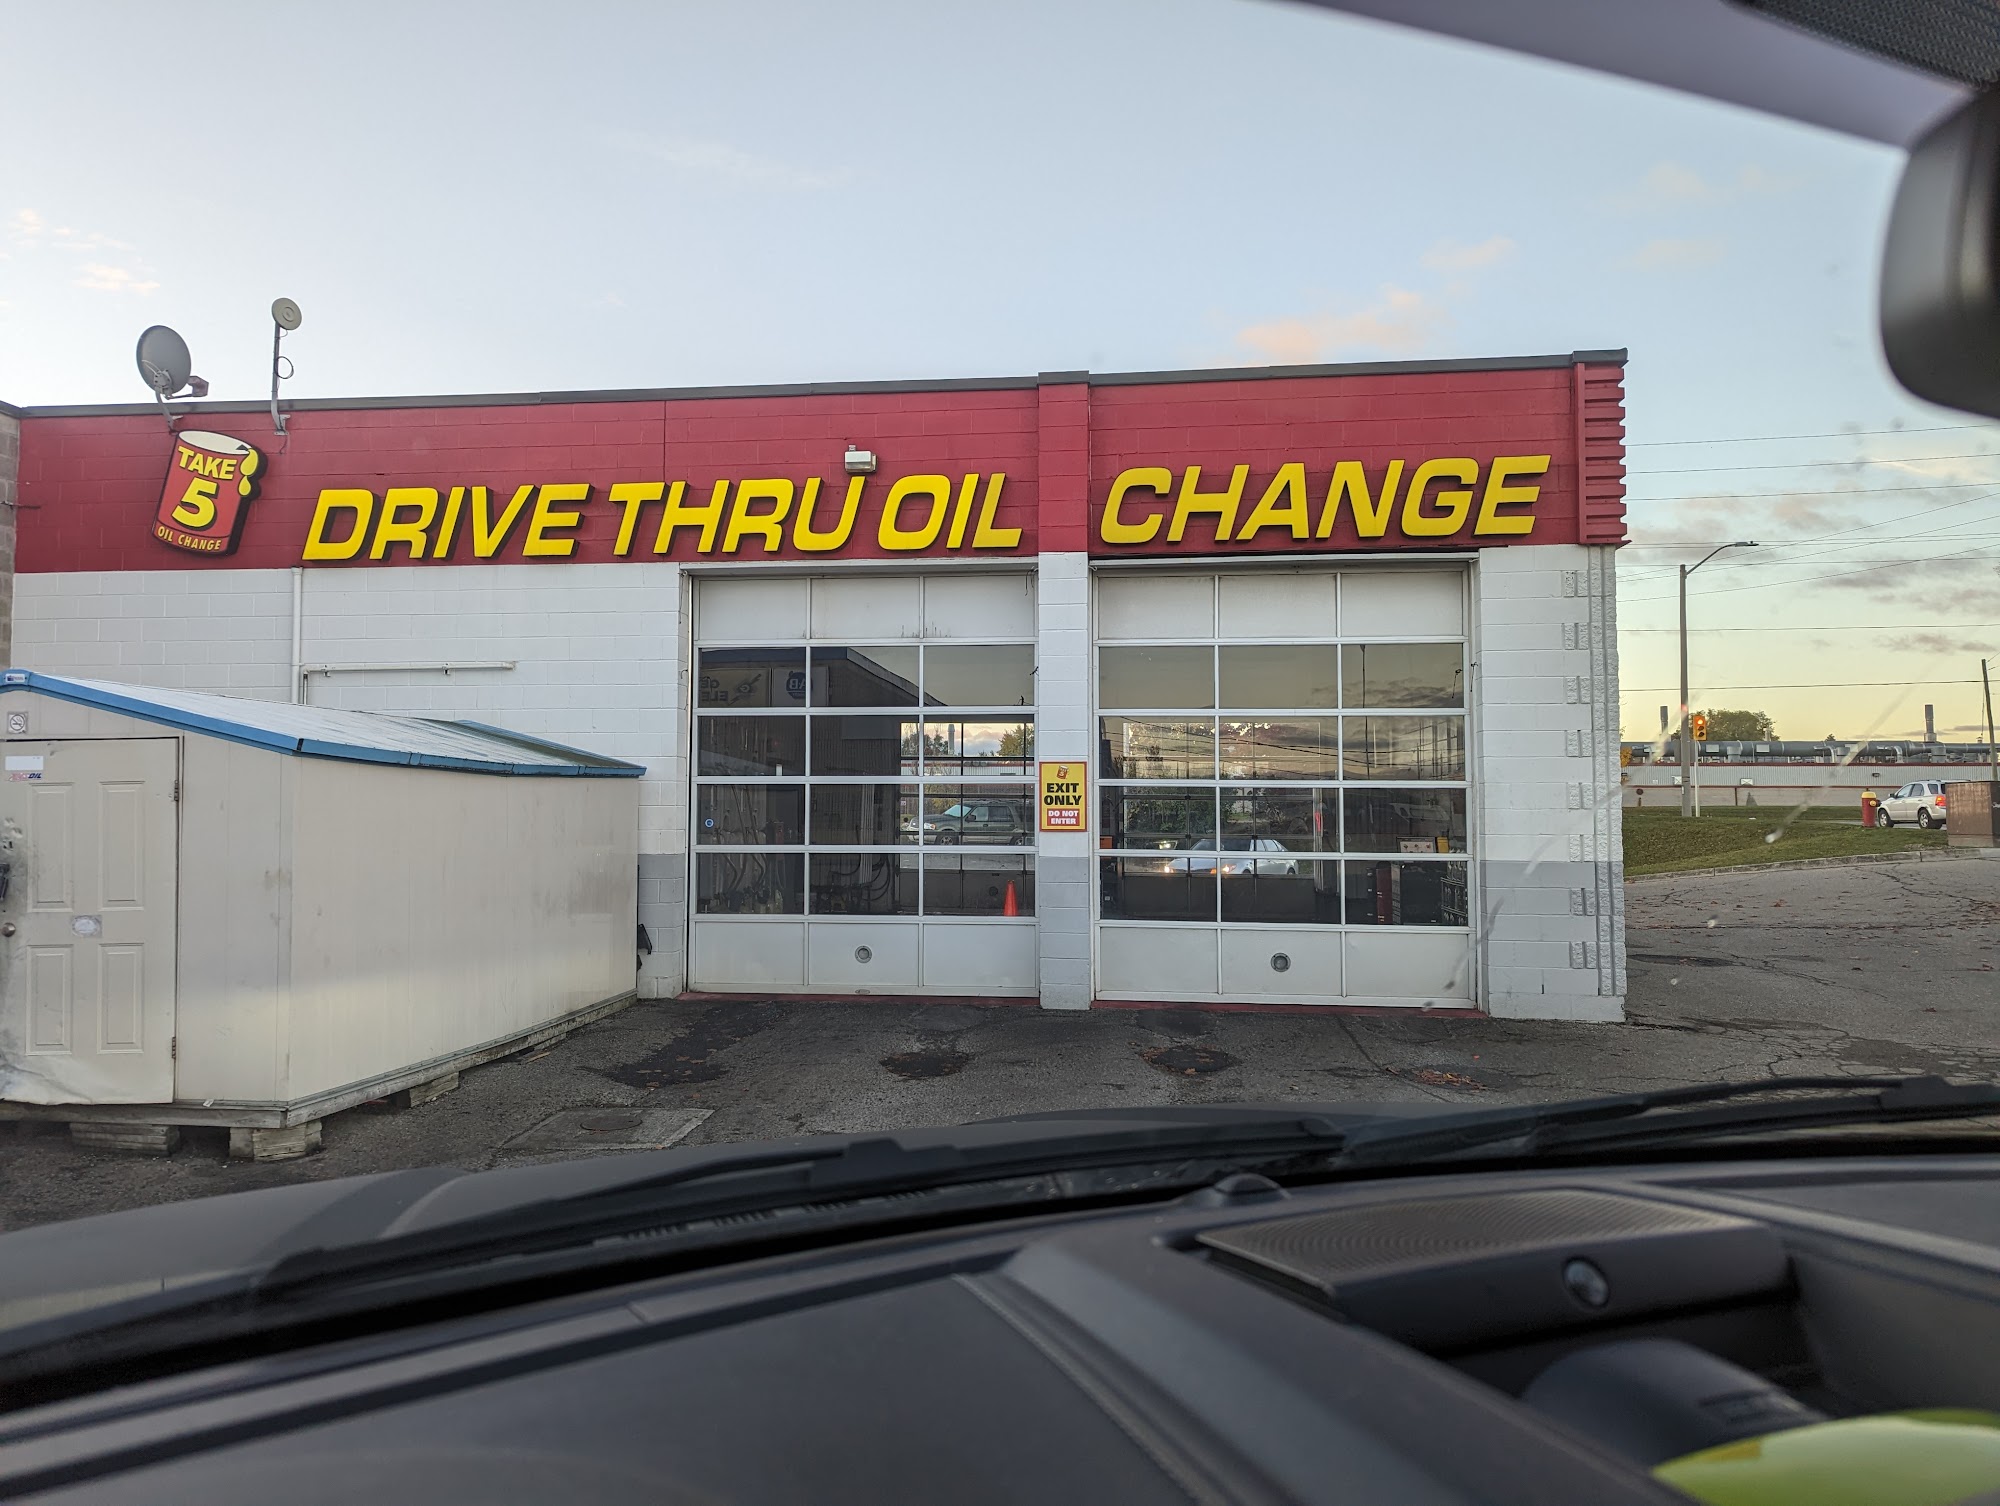 TAKE
5
OIL CHANGE
DRIVE THRU OIL CHANGE
EXIT
ONLY
DO NOT
ENTER